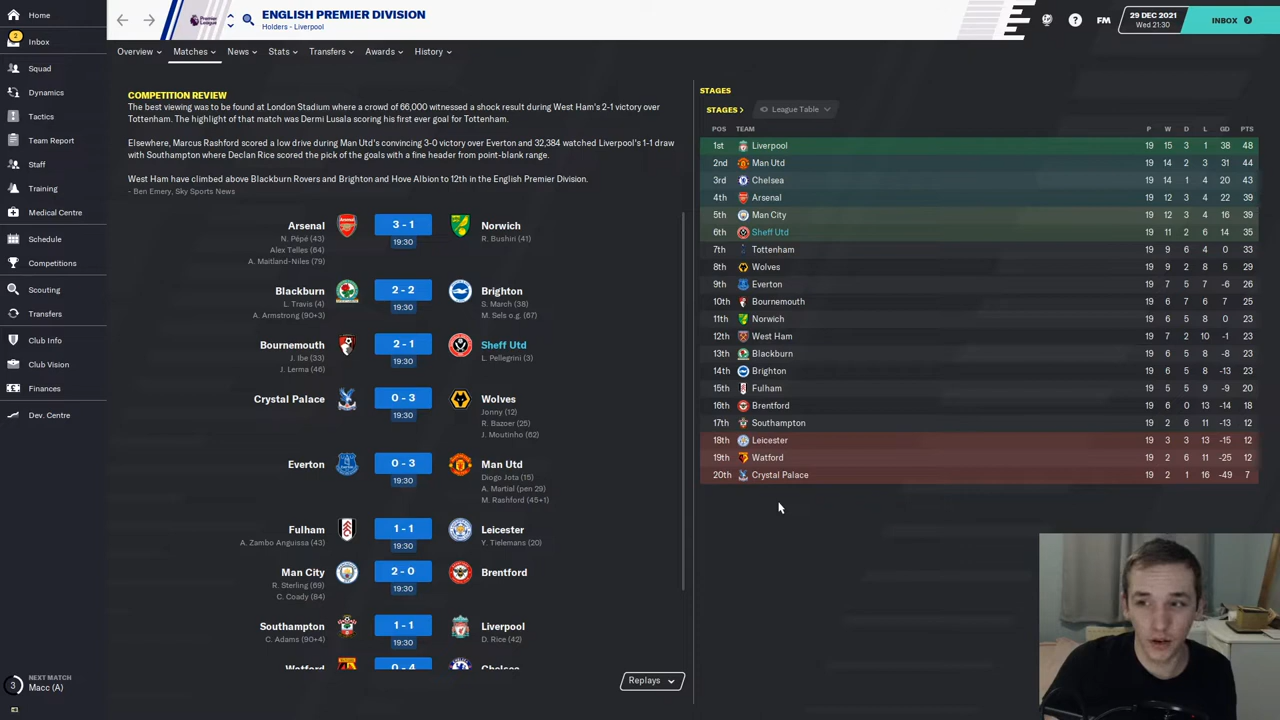 Home
2
Inbox
Squad
Dynamics
Tactics
Team Report
Staff
Training
Medical Centre
Schedule
Competitions
Scouting
Transfers
Club Info
Club Vision
Finances
Dev. Centre
3
NEXT MATCH
Macc (A)
Premier League
ENGLISH PREMIER DIVISION
Holders - Liverpool
?
FM
29 DEC 2021
Wed 21:30
INBOX
Overview Matches News Stats Transfers Awards History
COMPETITION REVIEW
The best viewing was to be found at London Stadium where a crowd of 66,000 witnessed a shock result during West Ham's 2-1 victory over
Tottenham. The highlight of that match was Dermi Lusala scoring his first ever goal for Tottenham.
Elsewhere, Marcus Rashford scored a low drive during Man Utd's convincing 3-0 victory over Everton and 32,384 watched Liverpool's 1-1 draw
with Southampton where Declan Rice scored the pick of the goals with a fine header from point-blank range.
West Ham have climbed above Blackburn Rovers and Brighton and Hove Albion to 12th in the English Premier Division.
- Ben Emery, Sky Sports News
Arsenal 3 - 1 Norwich
N. Pépé (43) 19:30 R. Bushiri (41)
Alex Telles (64)
A. Maitland-Niles (79)
Blackburn 2 - 2 Brighton
L. Travis (4) 19:30 S. March (38)
A. Armstrong (90+3) M. Sels o.g. (67)
Bournemouth 2 - 1 Sheff Utd
J. Ibe (33) 19:30 L. Pellegrini (3)
J. Lerma (46)
Crystal Palace 0 - 3 Wolves
19:30 Jonny (12)
R. Bazoer (25)
J. Moutinho (62)
Everton 0 - 3 Man Utd
19:30 Diogo Jota (15)
A. Martial (pen 29)
M. Rashford (45+1)
Fulham 1 - 1 Leicester
A. Zambo Anguissa (43) 19:30 Y. Tielemans (20)
Man City 2 - 0 Brentford
R. Sterling (69) 19:30
C. Coady (84)
Southampton 1 - 1 Liverpool
C. Adams (90+4) 19:30 D. Rice (42)
Watford 0 - 4 Chelsea
Replays
STAGES
STAGES > League Table
POS TEAM P W D L GD PTS
1st Liverpool 19 15 3 1 38 48
2nd Man Utd 19 14 2 3 31 44
3rd Chelsea 19 14 1 4 20 43
4th Arsenal 19 12 3 4 22 39
5th Man City 19 12 3 4 16 39
6th Sheff Utd 19 11 2 6 14 35
7th Tottenham 19 9 6 4 0 33
8th Wolves 19 9 2 8 5 29
9th Everton 19 7 5 7 -6 26
10th Bournemouth 19 6 7 6 7 25
11th Norwich 19 6 5 8 0 23
12th West Ham 19 7 2 10 -1 23
13th Blackburn 19 6 5 8 -8 23
14th Brighton 19 6 5 8 -13 23
15th Fulham 19 5 5 9 -9 20
16th Brentford 19 6 0 13 -14 18
17th Southampton 19 2 6 11 -13 12
18th Leicester 19 3 3 13 -15 12
19th Watford 19 2 6 11 -25 12
20th Crystal Palace 19 2 1 16 -49 7